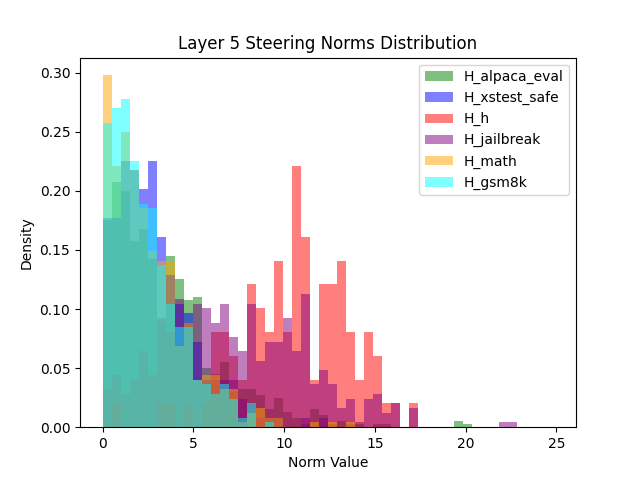 Layer 5 Steering Norms Distribution
0.30
0.25
0.20
0.15
0.10
0.05
0.00
Density
H_alpaca_eval
H_xstest_safe
H_h
H_jailbreak
H_math
H_gsm8k
0 5 10 15 20 25
Norm Value